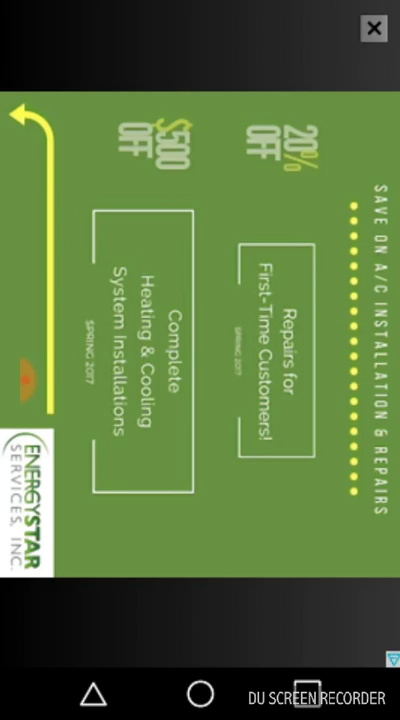 SAVE ON A/C INSTALLATION & REPAIRS
20%
OFF
Repairs for
First-Time Customers!
SPRING 2017
$500
OFF
Complete
Heating & Cooling
System Installations
SPRING 2017
ENERGYSTAR
SERVICES, INC.
DU SCREEN RECORDER